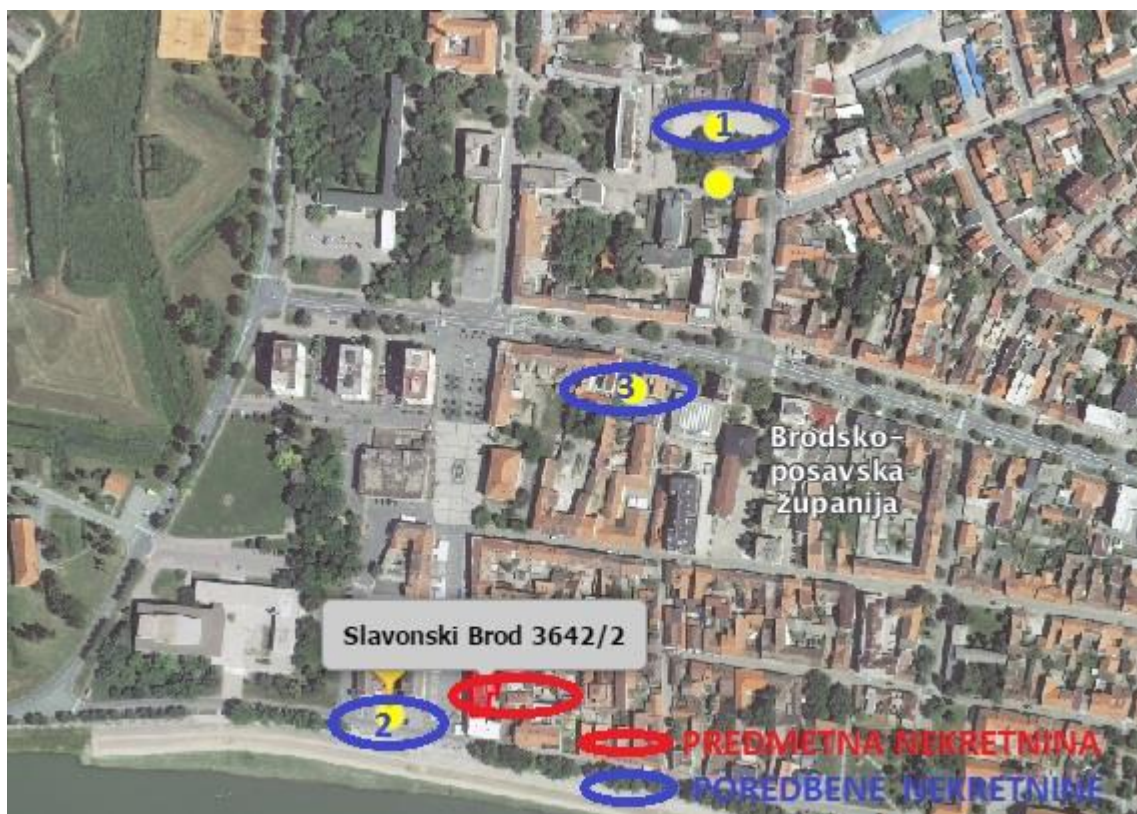 1
3
Brodsko-
posavska
županija
Slavonski Brod 3642/2
2
PREDMETNA NEKRETNINA
POREDBENE NEKRETNINE